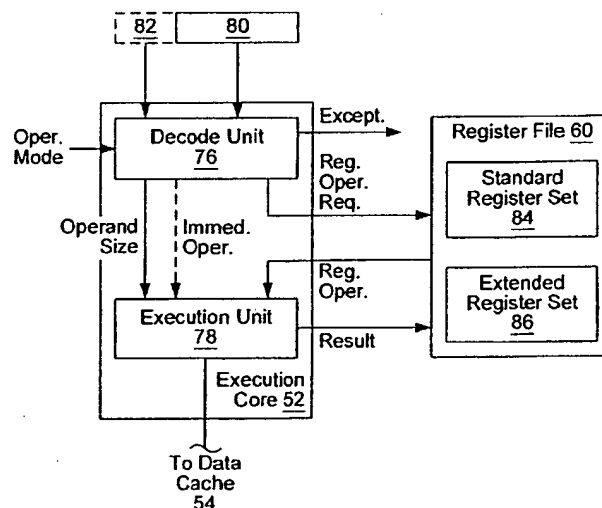 82
80
Oper.
Mode
Decode Unit
76
Except.
Reg.
Oper.
Req.
Register File 60
Standard
Register Set
84
Operand
Size
Immed.
Oper.
Reg.
Oper.
Extended
Register Set
86
Execution Unit
78
Result
Execution
Core 52
To Data
Cache
54